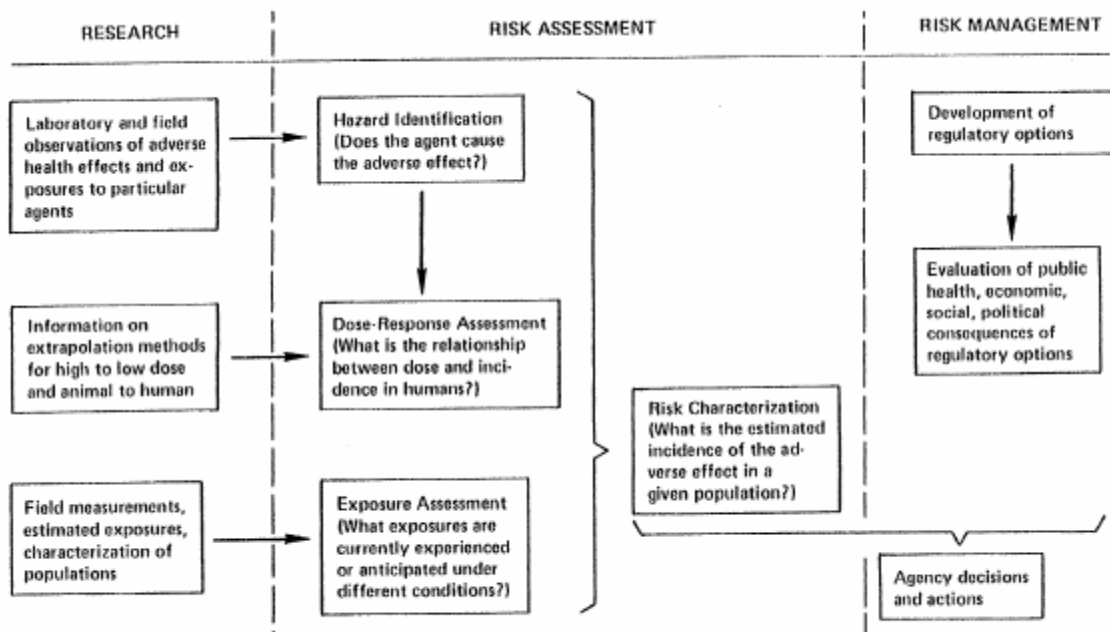 RESEARCH
RISK ASSESSMENT
RISK MANAGEMENT
Laboratory and field
observations of adverse
health effects and ex-
posures to particular
agents
Hazard Identification
(Does the agent cause
the adverse effect?)
Development of
regulatory options
Information on
extrapolation methods
for high to low dose
and animal to human
Dose-Response Assessment
(What is the relationship
between dose and inci-
dence in humans?)
Evaluation of public
health, economic,
social, political
consequences of
regulatory options
Risk Characterization
(What is the estimated
incidence of the ad-
verse effect in a
given population?)
Field measurements,
estimated exposures,
characterization of
populations
Exposure Assessment
(What exposures are
currently experienced
or anticipated under
different conditions?)
Agency decisions
and actions